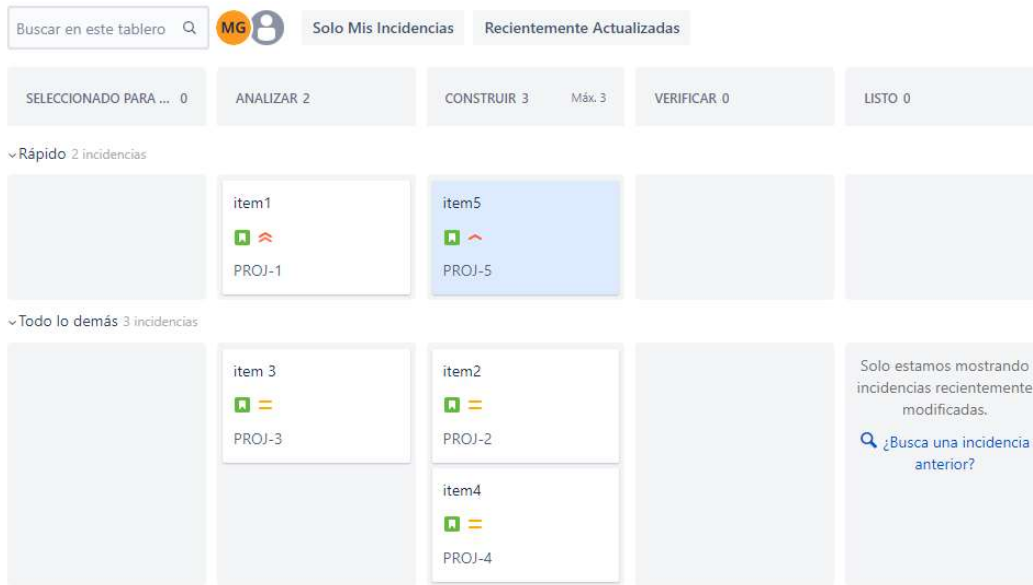 Buscar en este tablero MG Solo Mis Incidencias Recientemente Actualizadas
SELECCIONADO PARA ... 0 ANALIZAR 2 CONSTRUIR 3 Máx. 3 VERIFICAR 0 LISTO 0
Rápido 2 incidencias
item1 item5
PROJ-1 PROJ-5
Todo lo demás 3 incidencias
item 3 item2
PROJ-3 PROJ-2
item4
PROJ-4
Solo estamos mostrando
incidencias recientemente
modificadas.
¿Busca una incidencia
anterior?